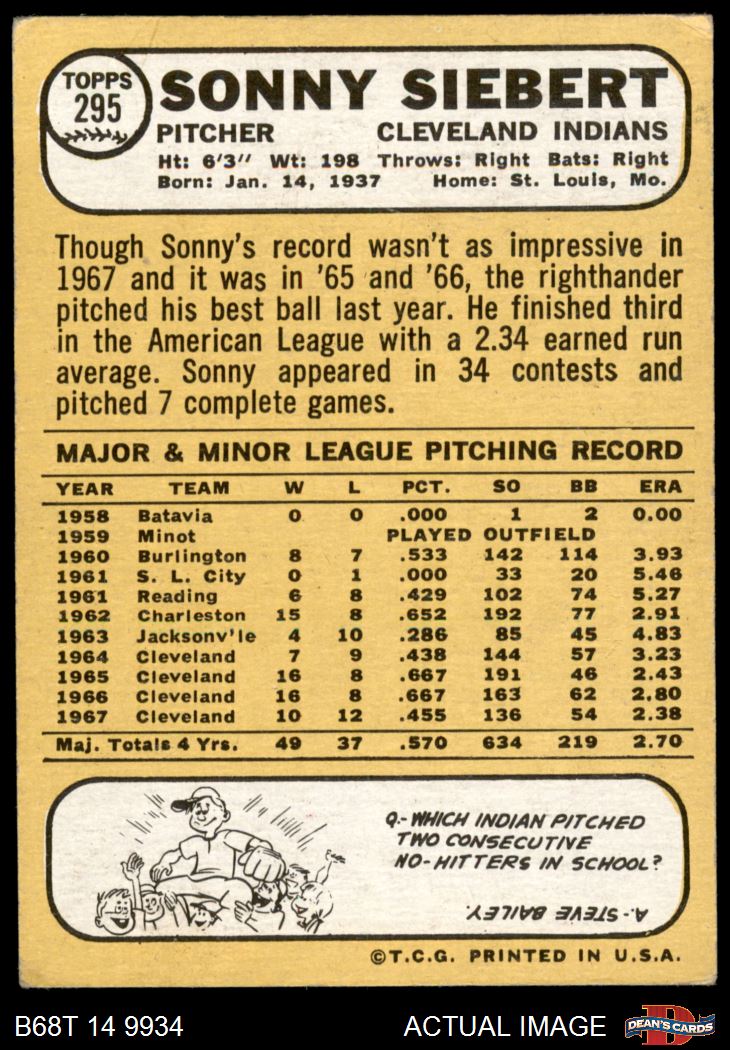 TOPPS
295
SONNY SIEBERT
PITCHER CLEVELAND INDIANS
Ht: 6'3" Wt: 198 Throws: Right Bats: Right
Born: Jan. 14, 1937 Home: St. Louis, Mo.
Though Sonny's record wasn't as impressive in
1967 and it was in '65 and '66, the righthander
pitched his best ball last year. He finished third
in the American League with a 2.34 earned run
average. Sonny appeared in 34 contests and
pitched 7 complete games.
MAJOR & MINOR LEAGUE PITCHING RECORD
YEAR TEAM W L PCT. SO BB ERA
1958 Batavia 0 0 .000 1 2 0.00
1959 Minot PLAYED OUTFIELD
1960 Burlington 8 7 .533 142 114 3.93
1961 S. L. City 0 1 .000 33 20 5.46
1961 Reading 6 8 .429 102 74 5.27
1962 Charleston 15 8 .652 192 77 2.91
1963 Jacksonv'le 4 10 .286 85 45 4.83
1964 Cleveland 7 9 .438 144 57 3.23
1965 Cleveland 16 8 .667 191 46 2.43
1966 Cleveland 16 8 .667 163 62 2.80
1967 Cleveland 10 12 .455 136 54 2.38
Maj. Totals 4 Yrs. 49 37 .570 634 219 2.70
Q.- WHICH INDIAN PITCHED
TWO CONSECUTIVE
NO-HITTERS IN SCHOOL?
A.- STEVE BAILEY
©T.C.G. PRINTED IN U.S.A.
B68T 14 9934 ACTUAL IMAGE
D
DEAN'S CARDS